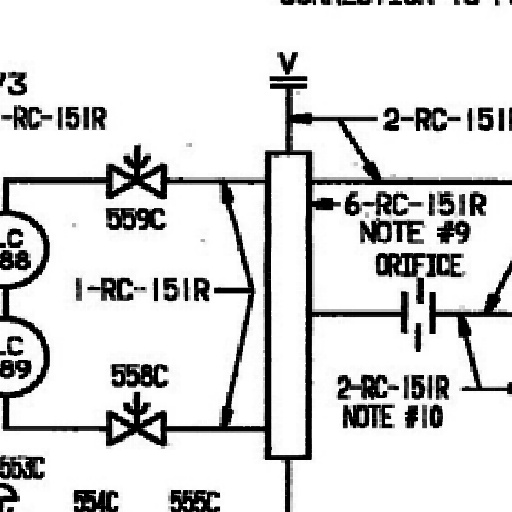 V
73
-RC-151R
2-RC-151
559C
6-RC-151R
NOTE #9
LC
88
ORIFICE
1-RC-151R
LC
89
558C
2-RC-151R
NOTE #10
553C
554C
555C